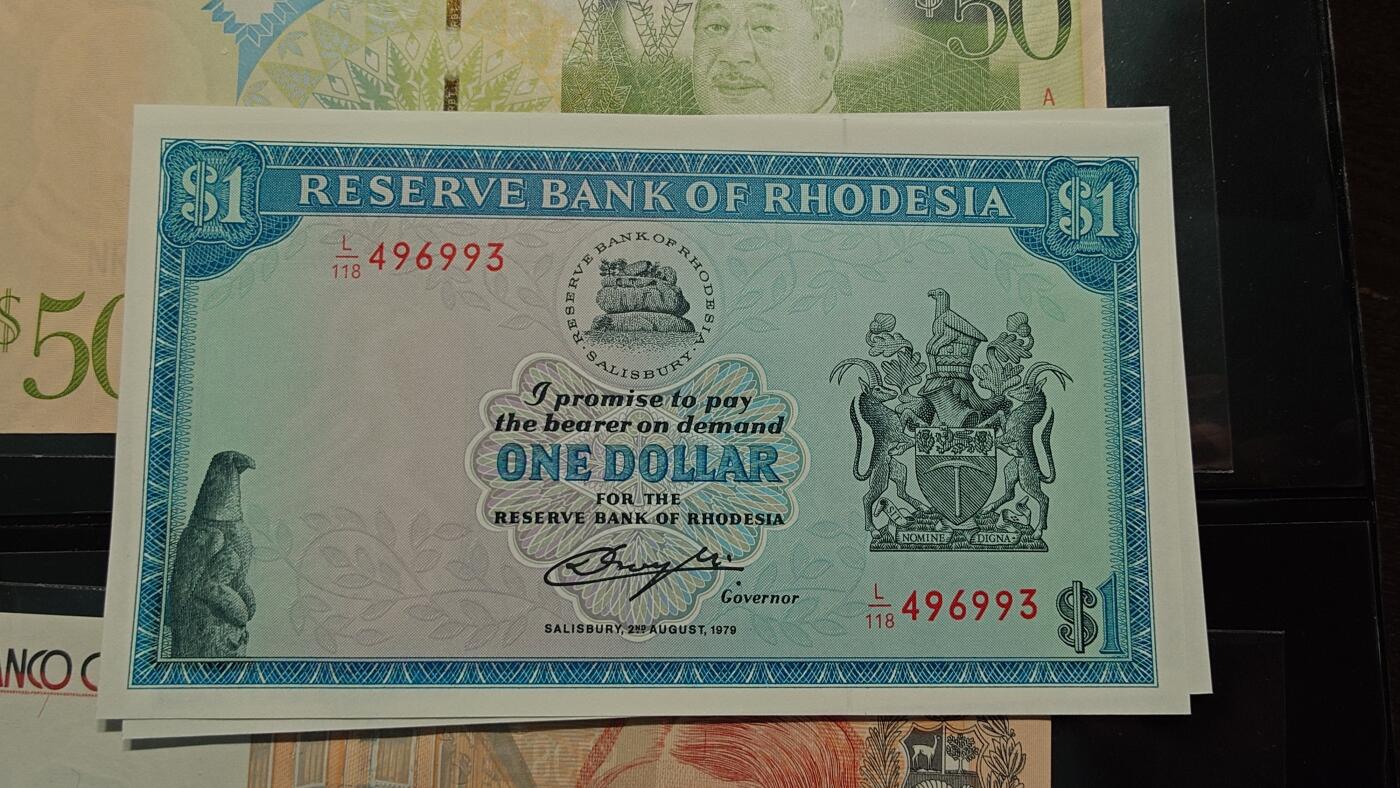 $50
A
$1 RESERVE BANK OF RHODESIA $1
L/118 496993
RESERVE BANK OF RHODESIA
· SALISBURY ·
$50
I promise to pay
the bearer on demand
ONE DOLLAR
FOR THE
RESERVE BANK OF RHODESIA
SIT NOMINE DIGNA
Governor
L/118 496993
$1
SALISBURY, 2ND AUGUST, 1979
ANCO C